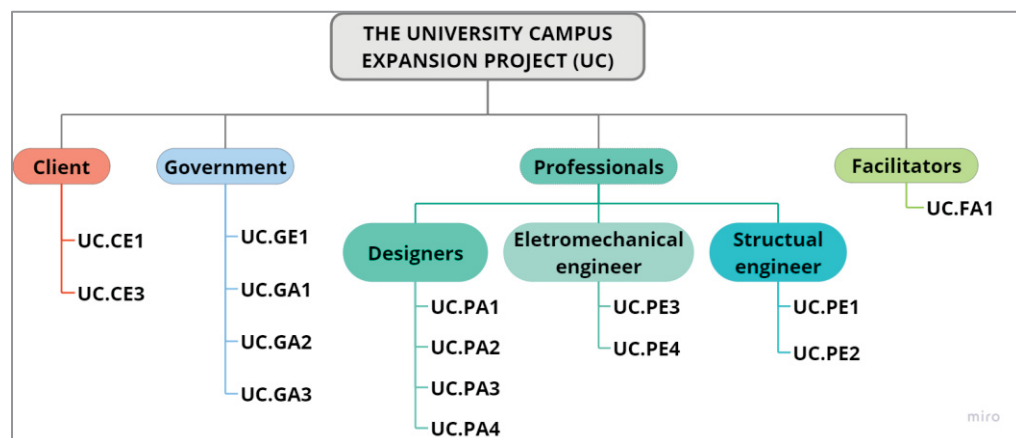 THE UNIVERSITY CAMPUS
EXPANSION PROJECT (UC)
Client
Government
Professionals
Facilitators
UC.CE1
UC.CE3
UC.GE1
UC.GA1
UC.GA2
UC.GA3
Designers
UC.PA1
UC.PA2
UC.PA3
UC.PA4
Eletromechanical
engineer
UC.PE3
UC.PE4
Structual
engineer
UC.PE1
UC.PE2
UC.FA1
miro